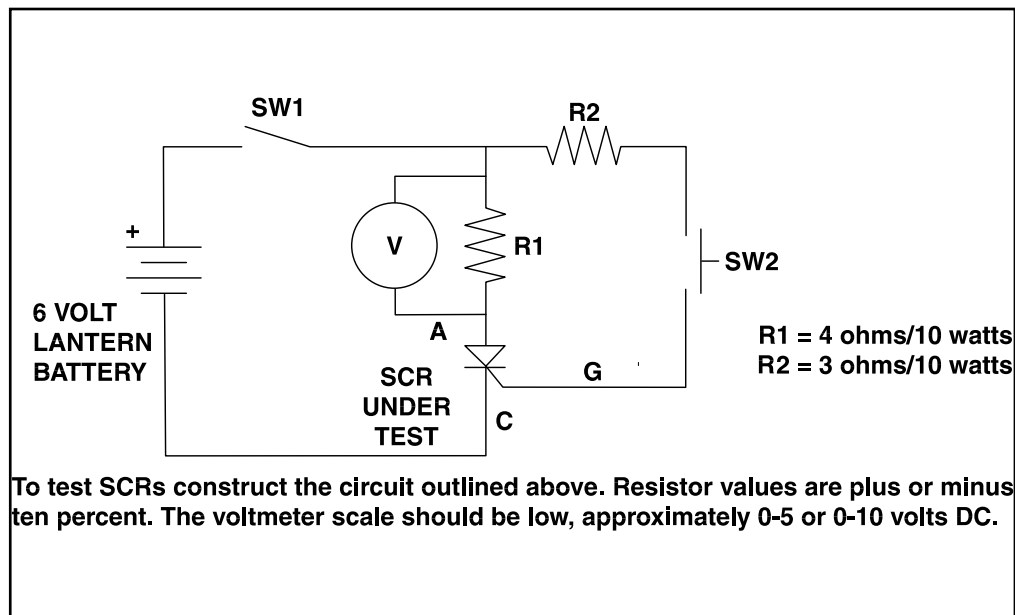 SW1
R2
+
V
R1
SW2
6 VOLT
LANTERN
BATTERY
A
R1 = 4 ohms/10 watts
R2 = 3 ohms/10 watts
SCR
UNDER
TEST
G
C
To test SCRs construct the circuit outlined above. Resistor values are plus or minus
ten percent. The voltmeter scale should be low, approximately 0-5 or 0-10 volts DC.